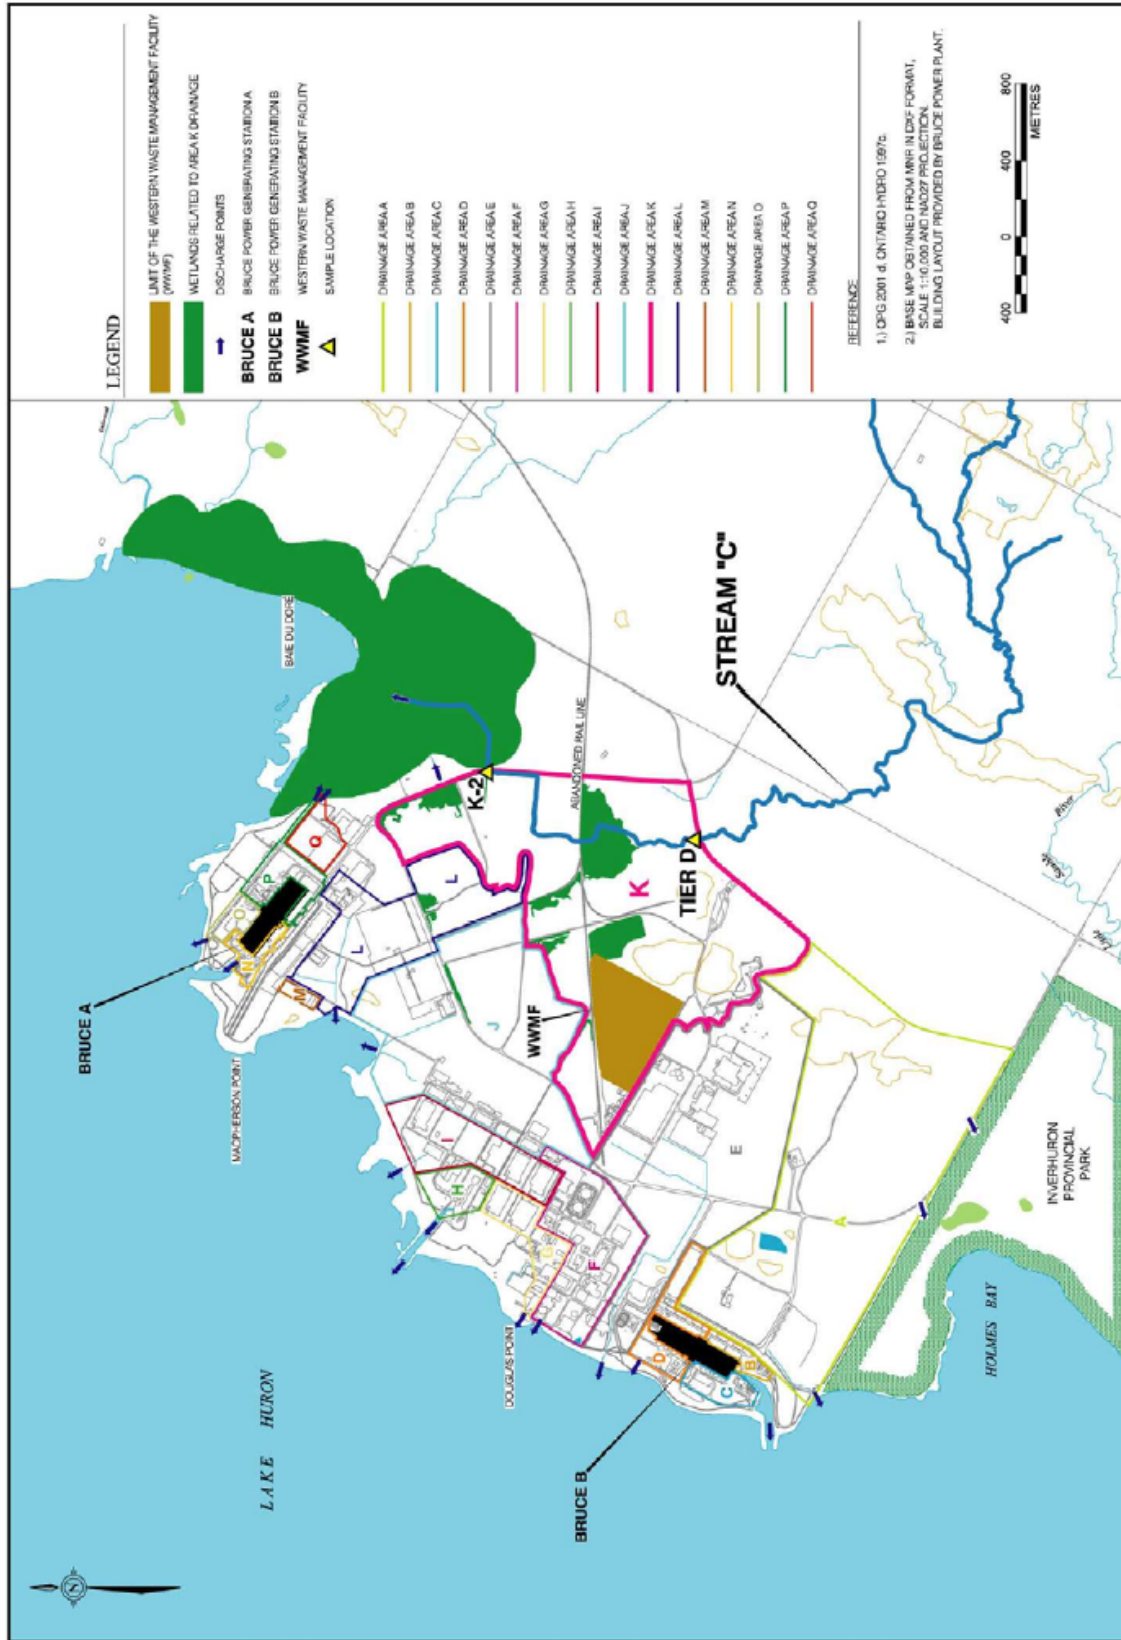 LEGEND
LIMIT OF THE WESTERN WASTE MANAGEMENT FACILITY
(WWMF)
WETLANDS RELATED TO AREA K DRAINAGE
DISCHARGE POINTS
BRUCE A BRUCE POWER GENERATING STATION A
BRUCE B BRUCE POWER GENERATING STATION B
WWMF WESTERN WASTE MANAGEMENT FACILITY
SAMPLE LOCATION
DRAINAGE AREA A
DRAINAGE AREA B
DRAINAGE AREA C
DRAINAGE AREA D
DRAINAGE AREA E
DRAINAGE AREA F
DRAINAGE AREA G
DRAINAGE AREA H
DRAINAGE AREA I
DRAINAGE AREA J
DRAINAGE AREA K
DRAINAGE AREA L
DRAINAGE AREA M
DRAINAGE AREA N
DRAINAGE AREA O
DRAINAGE AREA P
DRAINAGE AREA Q
REFERENCE
1.) OPG 2001 d, ONTARIO HYDRO 1997c.
2.) BASE MAP OBTAINED FROM MNR IN DXF FORMAT,
SCALE 1:10,000 AND NAD27 PROJECTION.
BUILDING LAYOUT PROVIDED BY BRUCE POWER PLANT.
400 0 400 800
METRES
N
LAKE HURON
BRUCE A
MACPHERSON POINT
BAIE DU DORÉ
N
O
P
Q
M
L
L
K-2
J
I
H
G
F
DOUGLAS POINT
WWMF
ABANDONED RAIL LINE
K
TIER D
STREAM "C"
E
BRUCE B
D
C
B
A
HOLMES BAY
INVERHURON
PROVINCIAL
PARK
Little
Sauble
River